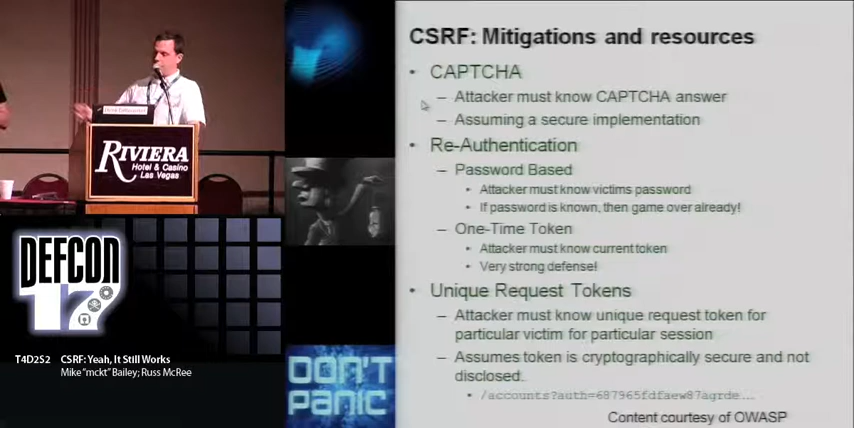 RIVIERA
Hotel & Casino
Las Vegas
DEFCON
17
T4D2S2 CSRF: Yeah, It Still Works
Mike "mckt" Bailey; Russ McRee
DON'T
PANIC
CSRF: Mitigations and resources
• CAPTCHA
– Attacker must know CAPTCHA answer
– Assuming a secure implementation
• Re-Authentication
– Password Based
• Attacker must know victims password
• If password is known, then game over already!
– One-Time Token
• Attacker must know current token
• Very strong defense!
• Unique Request Tokens
– Attacker must know unique request token for
particular victim for particular session
– Assumes token is cryptographically secure and not
disclosed.
• /accounts?auth=687965fdfaew87agrde...
Content courtesy of OWASP